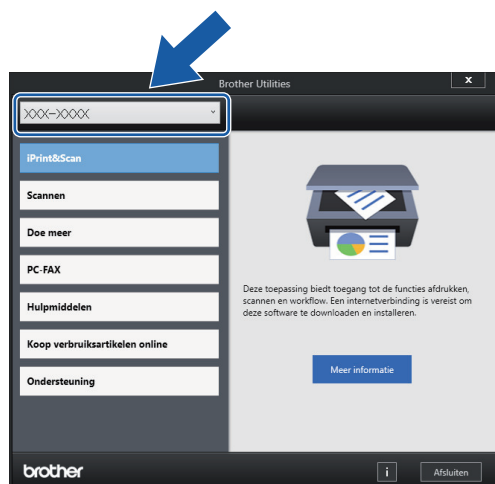 Brother Utilities
x
XXX-XXXX
iPrint&Scan
Scannen
Doe meer
PC-FAX
Hulpmiddelen
Koop verbruiksartikelen online
Ondersteuning
Deze toepassing biedt toegang tot de functies afdrukken,
scannen en workflow. Een internetverbinding is vereist om
deze software te downloaden en installeren.
Meer informatie
brother
i
Afsluiten